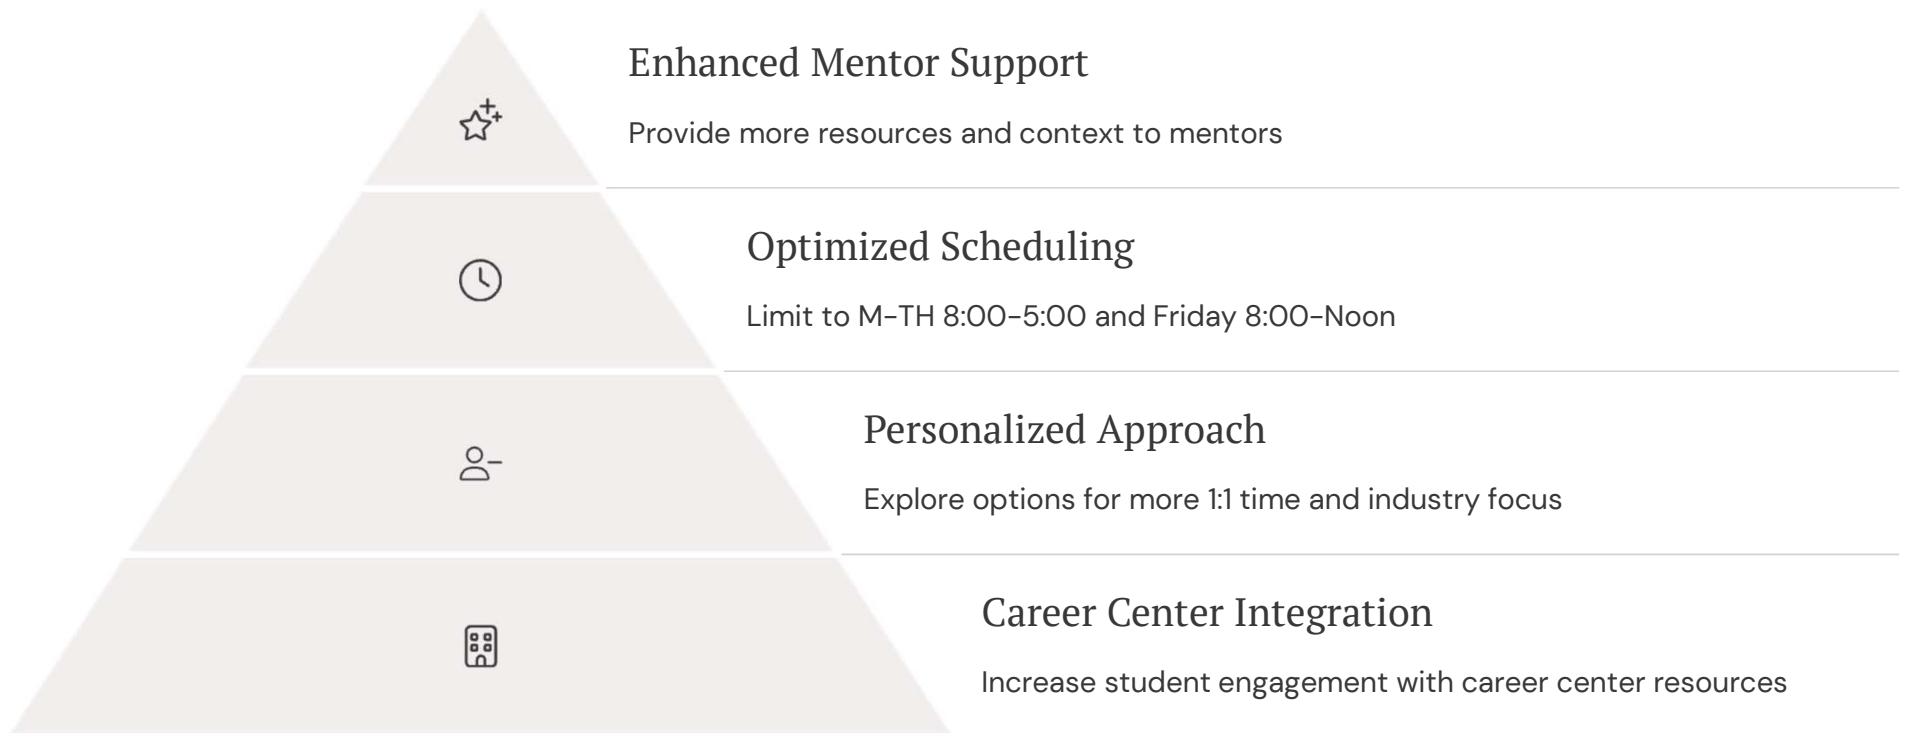 Enhanced Mentor Support
Provide more resources and context to mentors
Optimized Scheduling
Limit to M-TH 8:00-5:00 and Friday 8:00-Noon
Personalized Approach
Explore options for more 1:1 time and industry focus
Career Center Integration
Increase student engagement with career center resources